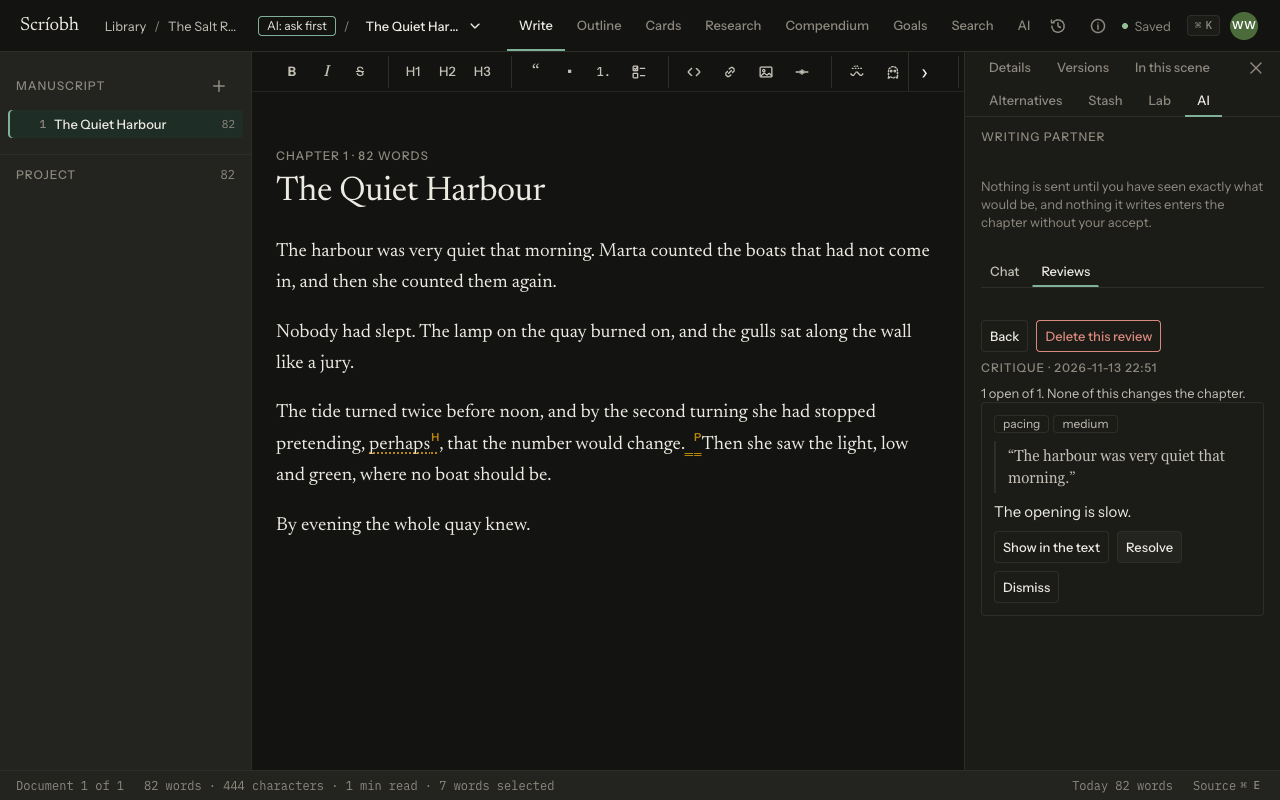 Scríobh
Library / The Salt R... AI: ask first / The Quiet Har...
Write Outline Cards Research Compendium Goals Search AI
Saved ⌘ K WW
MANUSCRIPT +
1 The Quiet Harbour 82
PROJECT 82
B I S H1 H2 H3 “ 1.
CHAPTER 1 · 82 WORDS
The Quiet Harbour
The harbour was very quiet that morning. Marta counted the boats that had not come
in, and then she counted them again.
Nobody had slept. The lamp on the quay burned on, and the gulls sat along the wall
like a jury.
The tide turned twice before noon, and by the second turning she had stopped
pretending, perhapsH, that the number would change. PThen she saw the light, low
and green, where no boat should be.
By evening the whole quay knew.
Details Versions In this scene
Alternatives Stash Lab AI
WRITING PARTNER
Nothing is sent until you have seen exactly what
would be, and nothing it writes enters the
chapter without your accept.
Chat Reviews
Back Delete this review
CRITIQUE · 2026-11-13 22:51
1 open of 1. None of this changes the chapter.
pacing medium
“The harbour was very quiet that
morning.”
The opening is slow.
Show in the text Resolve
Dismiss
Document 1 of 1 82 words · 444 characters · 1 min read · 7 words selected
Today 82 words Source ⌘ E